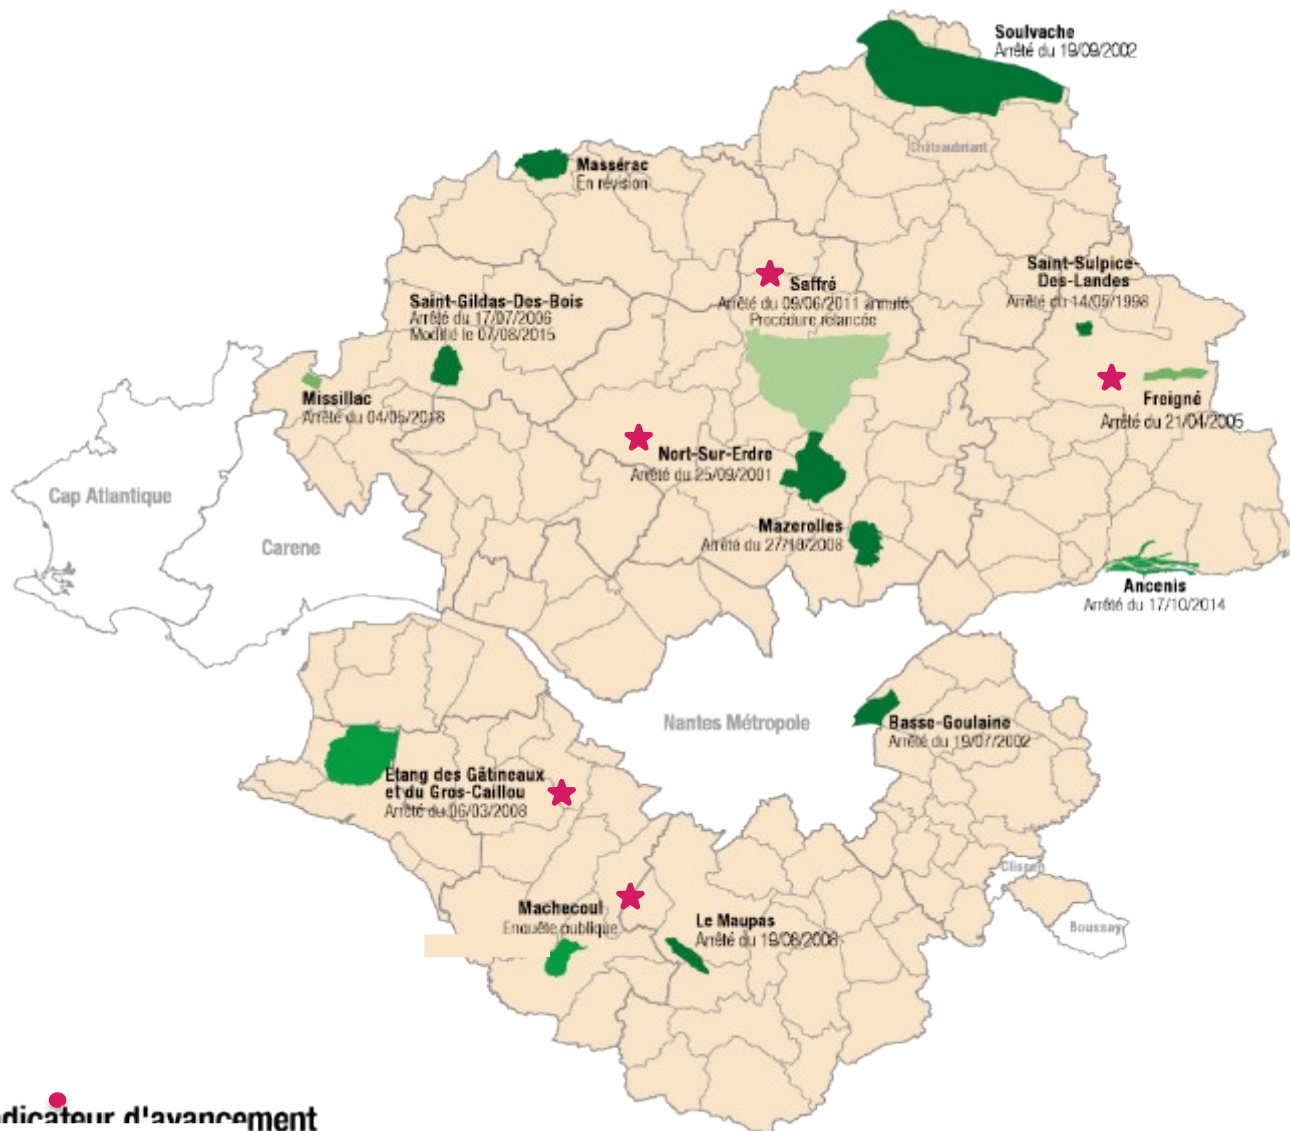 Soulvache
Arrêté du 19/09/2002
Châteaubriant
Massérac
En révision
Saffré
Arrêté du 09/06/2011 annulé
Procédure relancée
Saint-Sulpice-
Des-Landes
Arrêté du 14/05/1998
Saint-Gildas-Des-Bois
Arrêté du 17/07/2006
Modifié le 07/08/2015
Missillac
Arrêté du 04/05/2018
Freigné
Arrêté du 21/04/2005
Nort-Sur-Erdre
Arrêté du 25/09/2001
Cap Atlantique
Carene
Mazerolles
Arrêté du 27/10/2008
Ancenis
Arrêté du 17/10/2014
Nantes Métropole
Basse-Goulaine
Arrêté du 19/07/2002
Etang des Gâtineaux
et du Gros-Caillou
Arrêté du 06/03/2008
Clisson
Boussay
Machecoul
Enquête publique
Le Maupas
Arrêté du 19/08/2008
ndicateur d'avancement